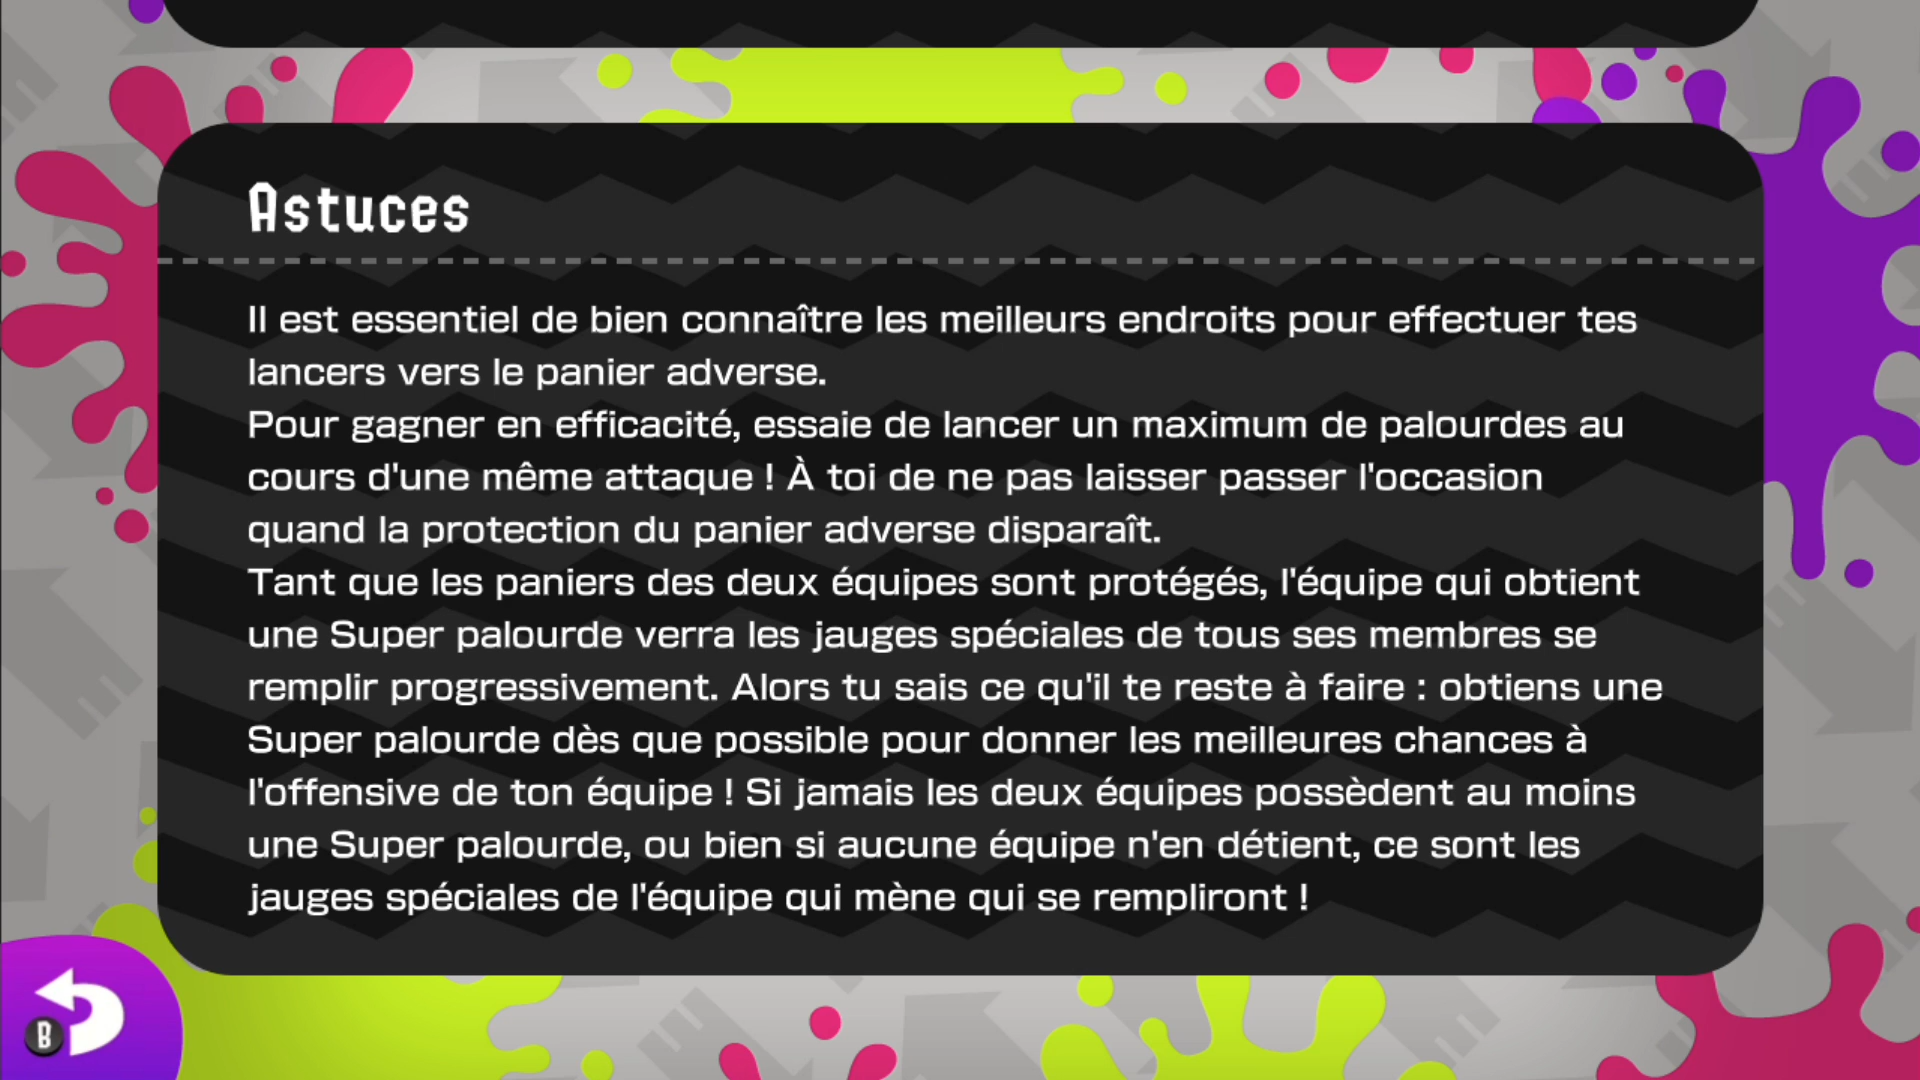 Astuces
Il est essentiel de bien connaître les meilleurs endroits pour effectuer tes
lancers vers le panier adverse.
Pour gagner en efficacité, essaie de lancer un maximum de palourdes au
cours d'une même attaque ! À toi de ne pas laisser passer l'occasion
quand la protection du panier adverse disparaît.
Tant que les paniers des deux équipes sont protégés, l'équipe qui obtient
une Super palourde verra les jauges spéciales de tous ses membres se
remplir progressivement. Alors tu sais ce qu'il te reste à faire : obtiens une
Super palourde dès que possible pour donner les meilleures chances à
l'offensive de ton équipe ! Si jamais les deux équipes possèdent au moins
une Super palourde, ou bien si aucune équipe n'en détient, ce sont les
jauges spéciales de l'équipe qui mène qui se rempliront !
B